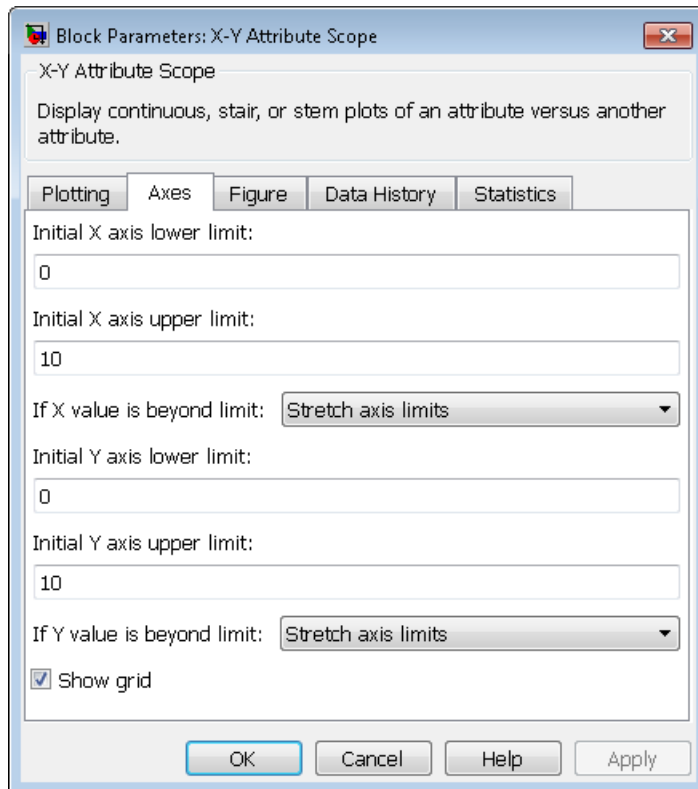 Block Parameters: X-Y Attribute Scope
X-Y Attribute Scope
Display continuous, stair, or stem plots of an attribute versus another
attribute.
Plotting Axes Figure Data History Statistics
Initial X axis lower limit:
0
Initial X axis upper limit:
10
If X value is beyond limit: Stretch axis limits
Initial Y axis lower limit:
0
Initial Y axis upper limit:
10
If Y value is beyond limit: Stretch axis limits
Show grid
OK Cancel Help Apply